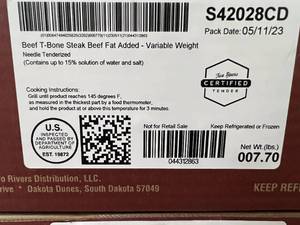 S42028CD
Pack Date: 05/11/23
Beef T-Bone Steak Beef Fat Added - Variable Weight
Needle Tenderized
(Contains up to 15% solution of water and salt)
Cooking Instructions:
Grill until product reaches 145 degrees F,
as measured in the thickest part by a food thermometer,
and hold the product at or above this temperature for 3 minutes.
CERTIFIED
TENDER
U.S.
INSPECTED
AND PASSED BY
DEPARTMENT OF
AGRICULTURE
EST. 19872
Not for Retail Sale
Keep Refrigerated or Frozen
044312863
Net Wt.(lbs.)
007.70
o Rivers Distribution, LLC.
rive * Dakota Dunes, South Dakota 57049
KEEP REF